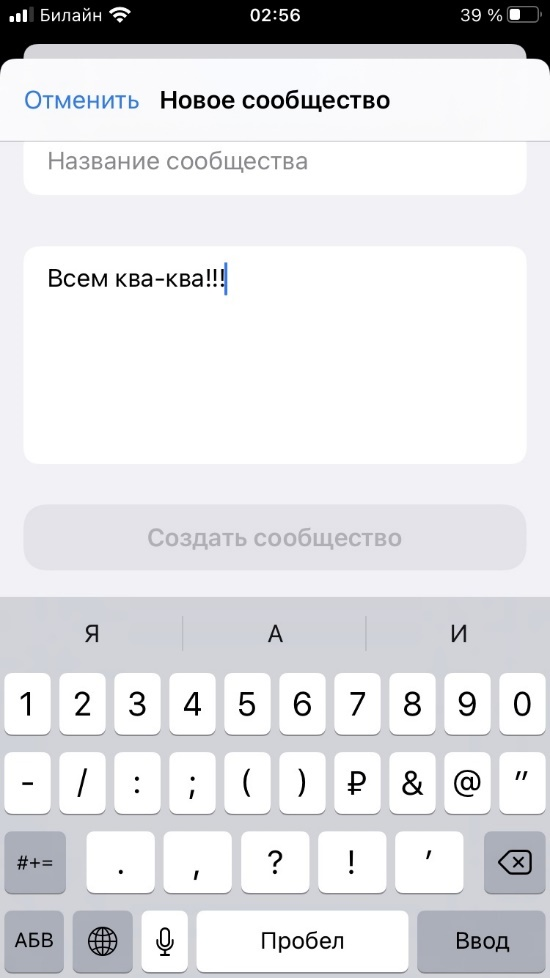 Билайн 02:56 39 %
Отменить Новое сообщество
Название сообщества
Всем ква-ква!!!
Создать сообщество
Я А И
1 2 3 4 5 6 7 8 9 0
- / : ; ( ) ₽ & @ "
#+= . , ? ! ’
АБВ Пробел Ввод